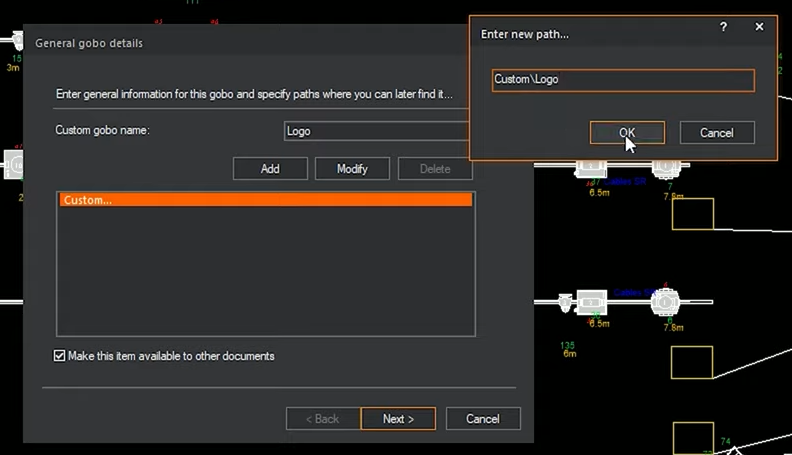 General gobo details
Enter general information for this gobo and specify paths where you can later find it...
Custom gobo name:
Logo
Add
Modify
Delete
Custom...
Make this item available to other documents
< Back
Next >
Cancel
Enter new path...
?
Custom\Logo
OK
Cancel
6.5m
7.8m
6.5m
7.8m
135
6m
74
3m